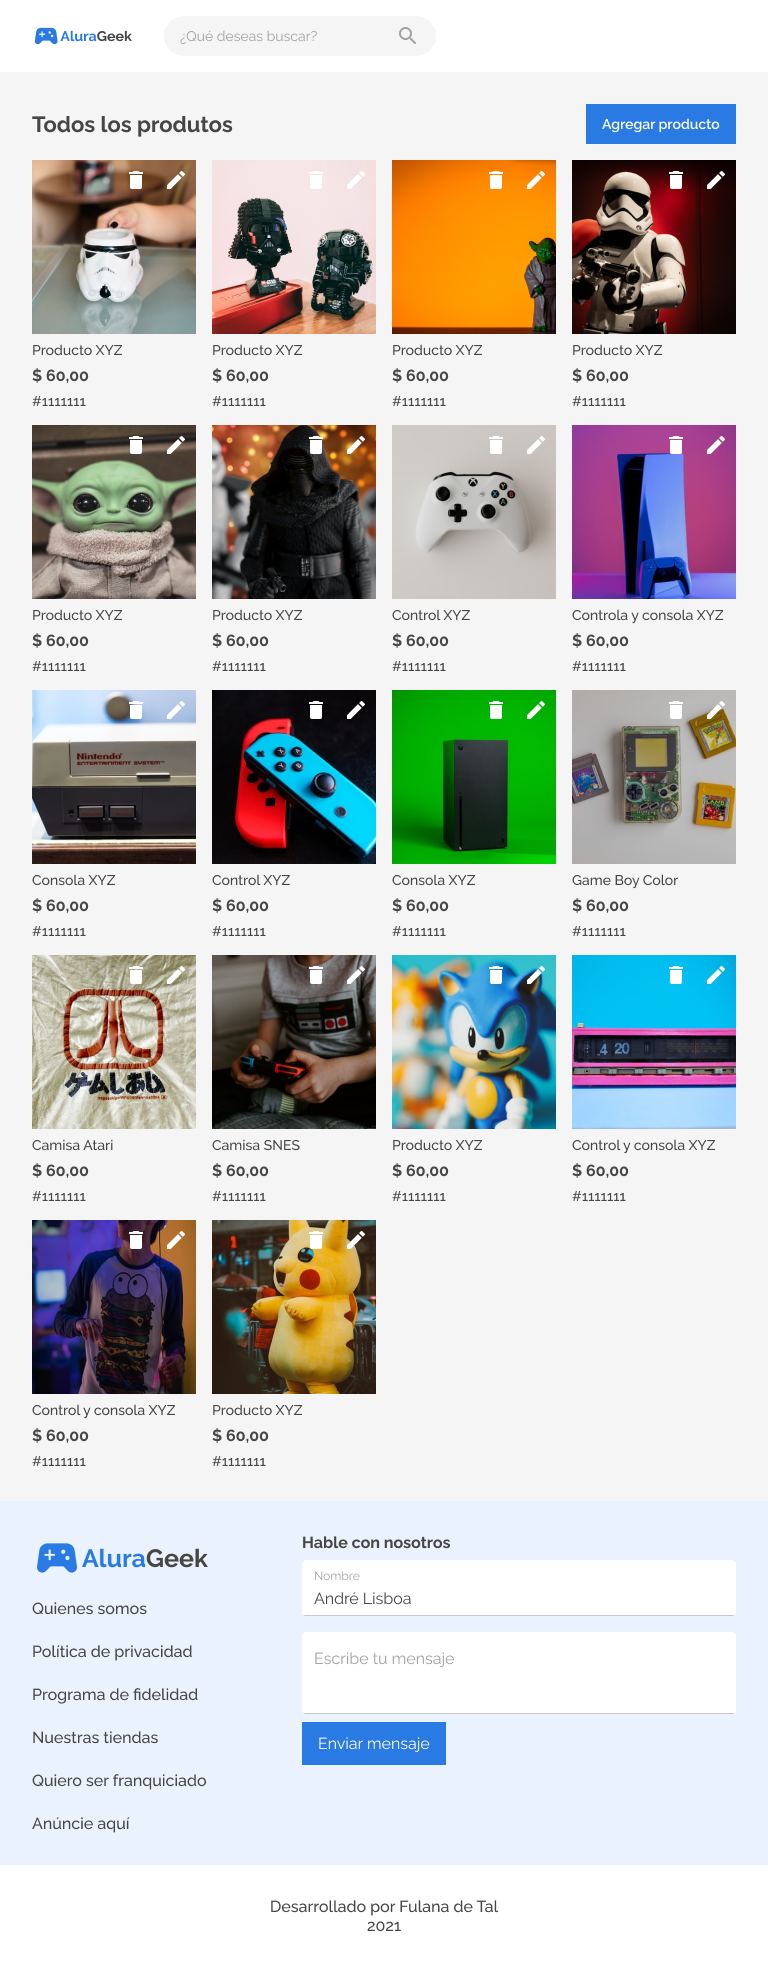 AluraGeek
¿Qué deseas buscar?
Todos los produtos
Agregar producto
Producto XYZ
$ 60,00
#1111111
Producto XYZ
$ 60,00
#1111111
Producto XYZ
$ 60,00
#1111111
Producto XYZ
$ 60,00
#1111111
Producto XYZ
$ 60,00
#1111111
Producto XYZ
$ 60,00
#1111111
Control XYZ
$ 60,00
#1111111
Controla y consola XYZ
$ 60,00
#1111111
Nintendo
ENTERTAINMENT SYSTEM
Consola XYZ
$ 60,00
#1111111
Control XYZ
$ 60,00
#1111111
Consola XYZ
$ 60,00
#1111111
Game Boy Color
$ 60,00
#1111111
ゲームしあい
Camisa Atari
$ 60,00
#1111111
Camisa SNES
$ 60,00
#1111111
Producto XYZ
$ 60,00
#1111111
4 20
Control y consola XYZ
$ 60,00
#1111111
Control y consola XYZ
$ 60,00
#1111111
Producto XYZ
$ 60,00
#1111111
AluraGeek
Quienes somos
Política de privacidad
Programa de fidelidad
Nuestras tiendas
Quiero ser franquiciado
Anúncie aquí
Hable con nosotros
Nombre
André Lisboa
Escribe tu mensaje
Enviar mensaje
Desarrollado por Fulana de Tal
2021